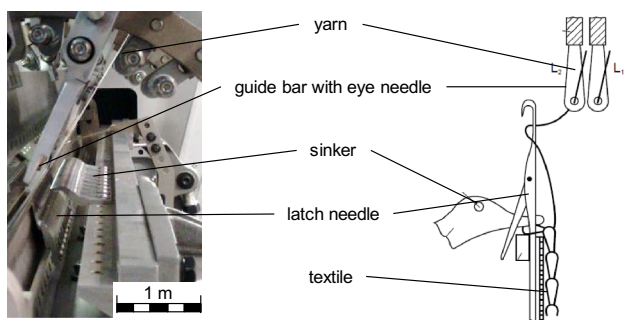 yarn
L₂
L₁
guide bar with eye needle
sinker
latch needle
textile
1 m